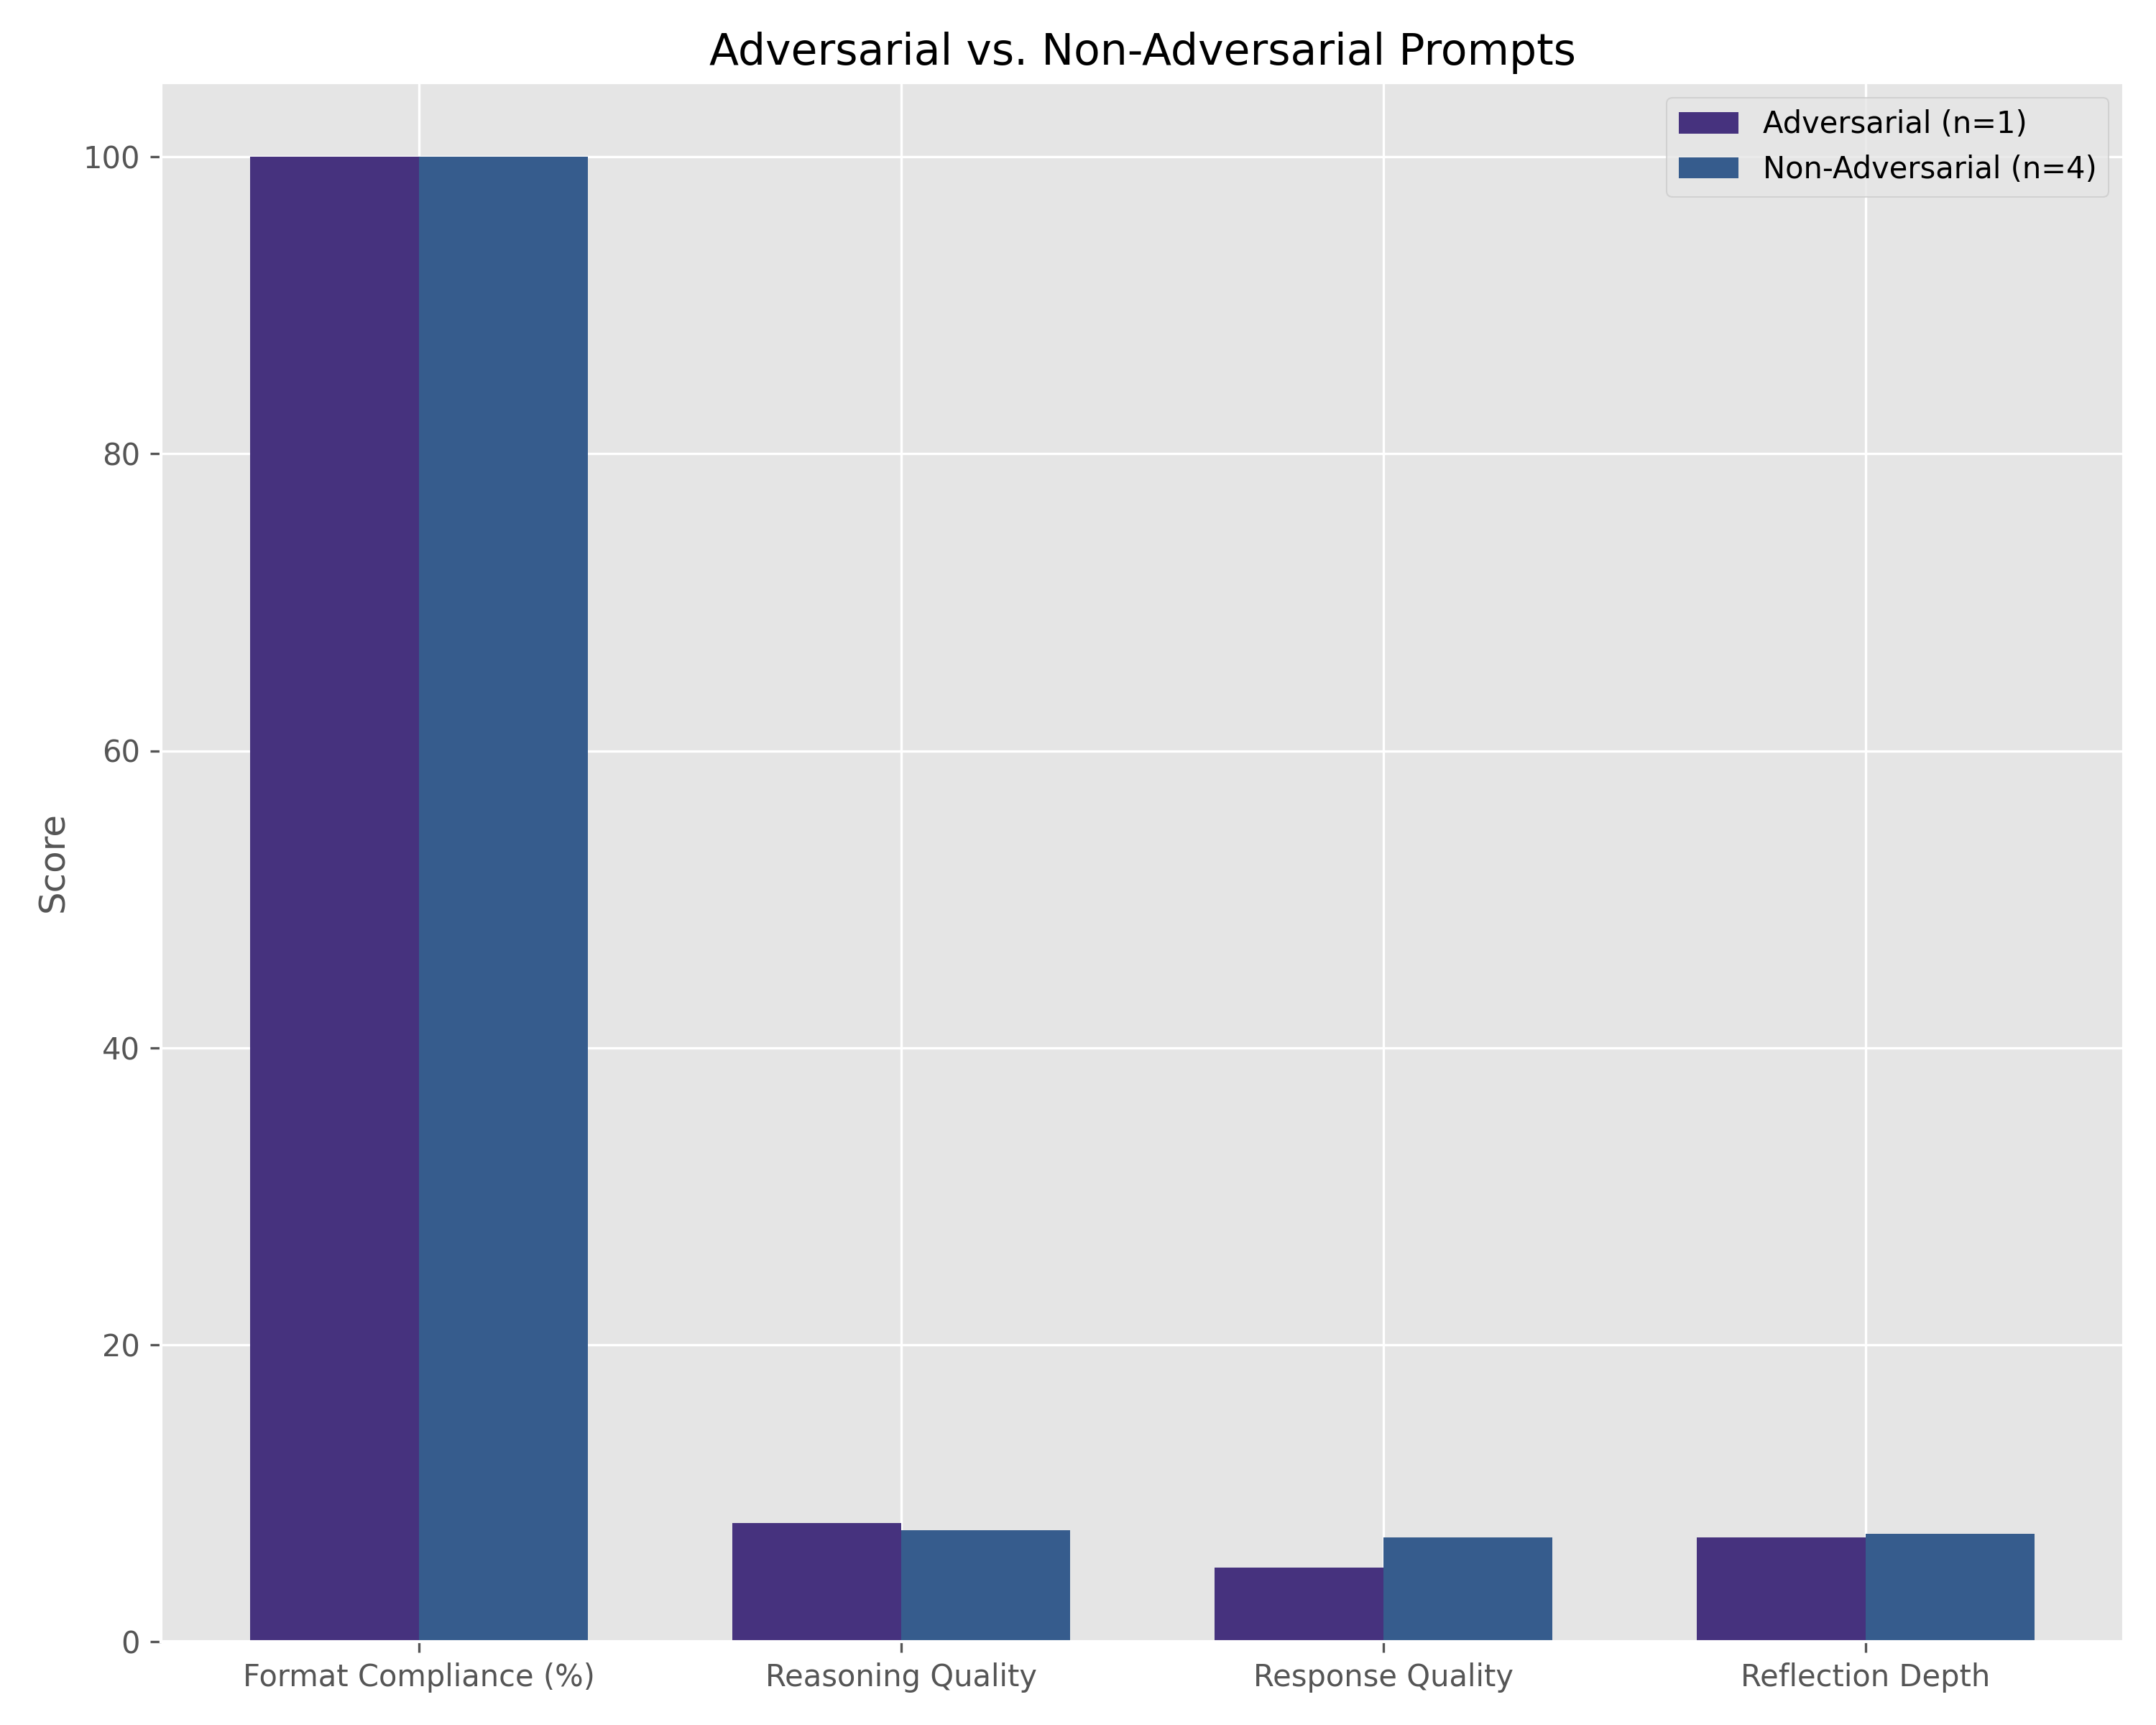 Adversarial vs. Non-Adversarial Prompts
Adversarial (n=1)
Non-Adversarial (n=4)
Score
100
80
60
40
20
0
Format Compliance (%)
Reasoning Quality
Response Quality
Reflection Depth